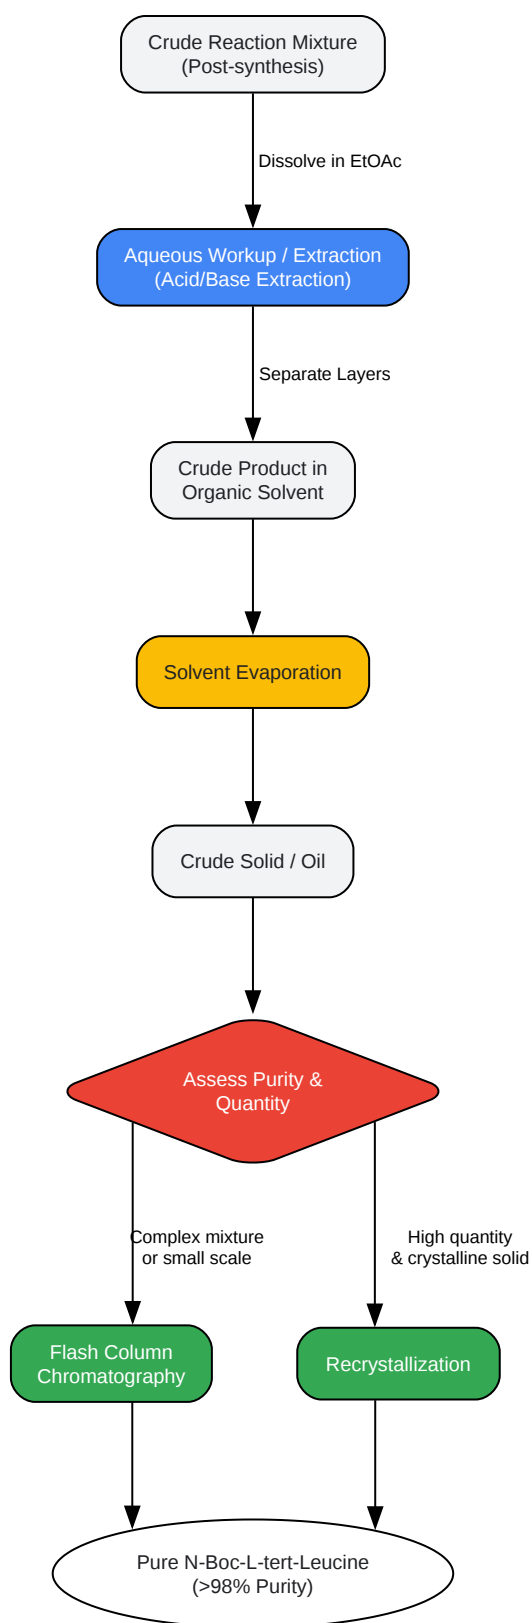 Crude Reaction Mixture
(Post-synthesis)
Dissolve in EtOAc
Aqueous Workup / Extraction
(Acid/Base Extraction)
Separate Layers
Crude Product in
Organic Solvent
Solvent Evaporation
Crude Solid / Oil
Assess Purity &
Quantity
Complex mixture
or small scale
High quantity
& crystalline solid
Flash Column
Chromatography
Recrystallization
Pure N-Boc-L-tert-Leucine
(>98% Purity)